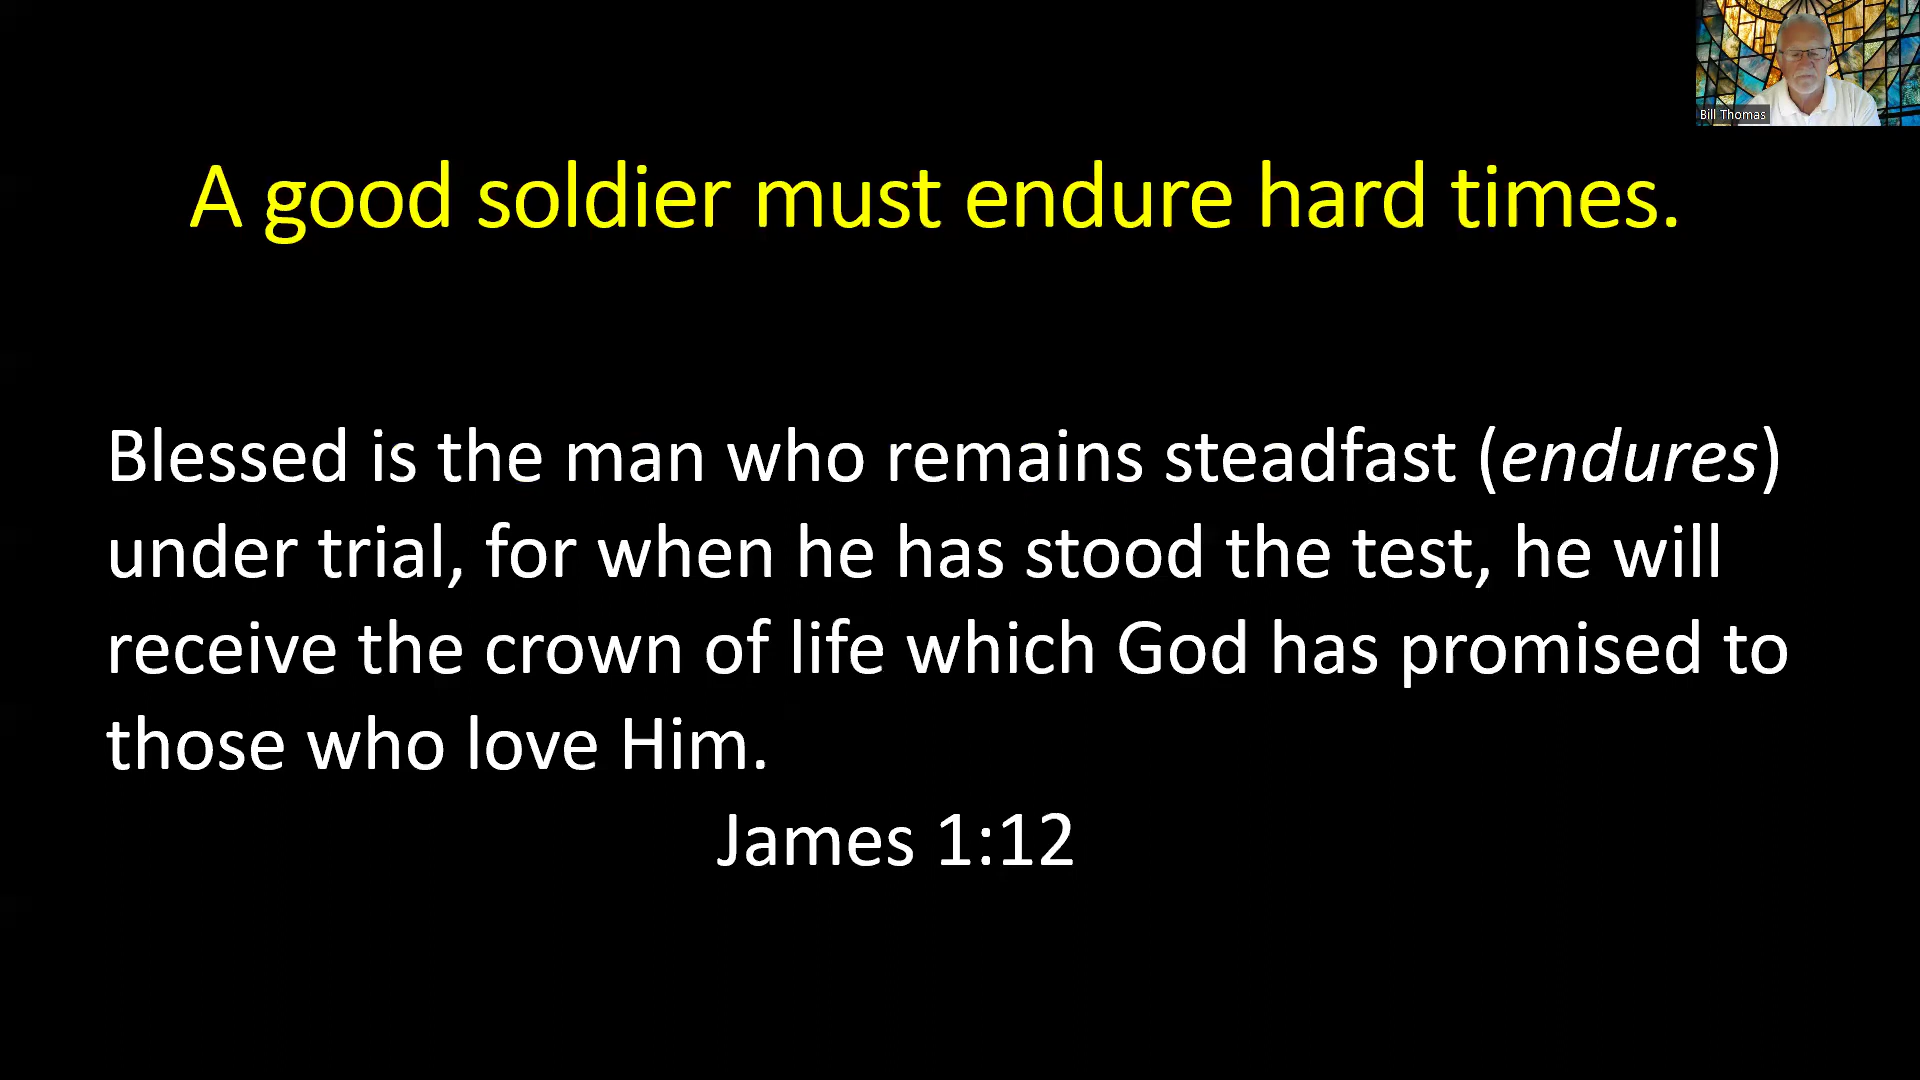 Bill Thomas
A good soldier must endure hard times.
Blessed is the man who remains steadfast (endures)
under trial, for when he has stood the test, he will
receive the crown of life which God has promised to
those who love Him.
James 1:12